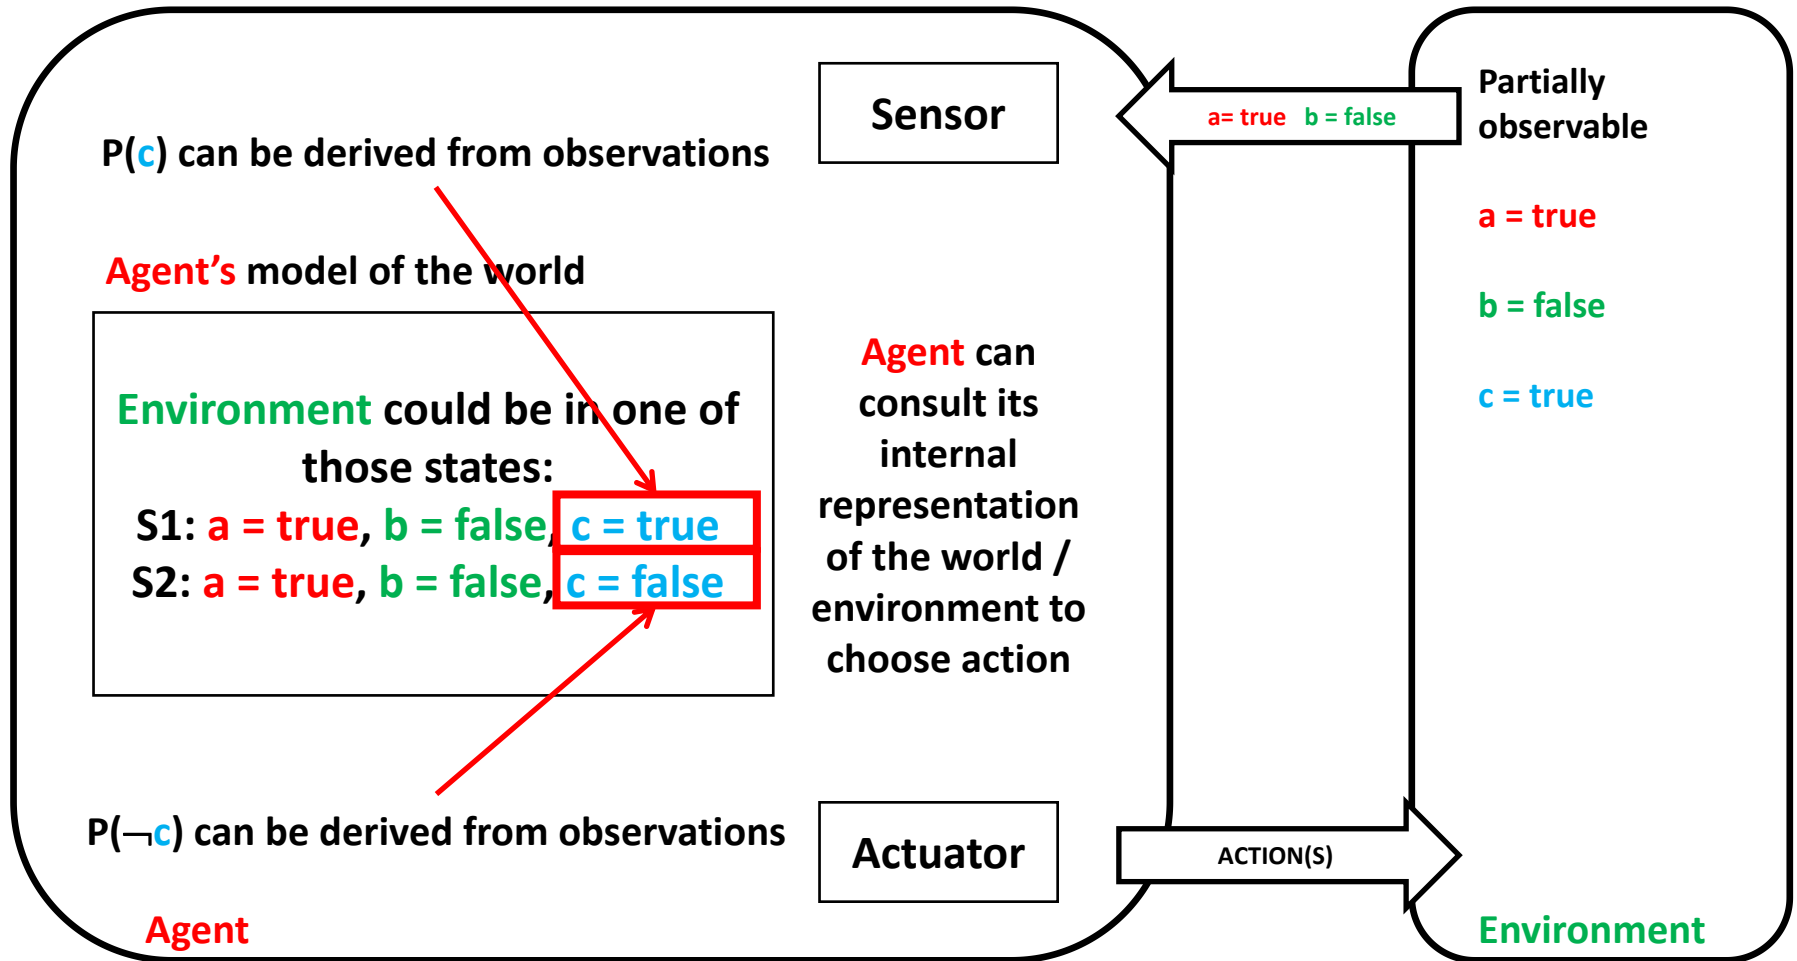 Sensor
P(c) can be derived from observations
Agent’s model of the world
Environment could be in one of
those states:
S1: a = true, b = false, c = true
S2: a = true, b = false, c = false
Agent can
consult its
internal
representation
of the world /
environment to
choose action
P(¬c) can be derived from observations
Actuator
Agent
a= true b = false
ACTION(S)
Partially
observable
a = true
b = false
c = true
Environment